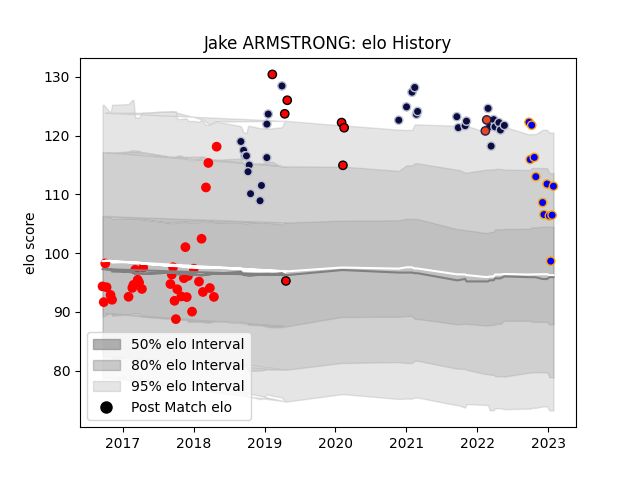 Jake ARMSTRONG: elo History
elo score
130
120
110
100
90
80
50% elo Interval
80% elo Interval
95% elo Interval
Post Match elo
2017 2018 2019 2020 2021 2022 2023